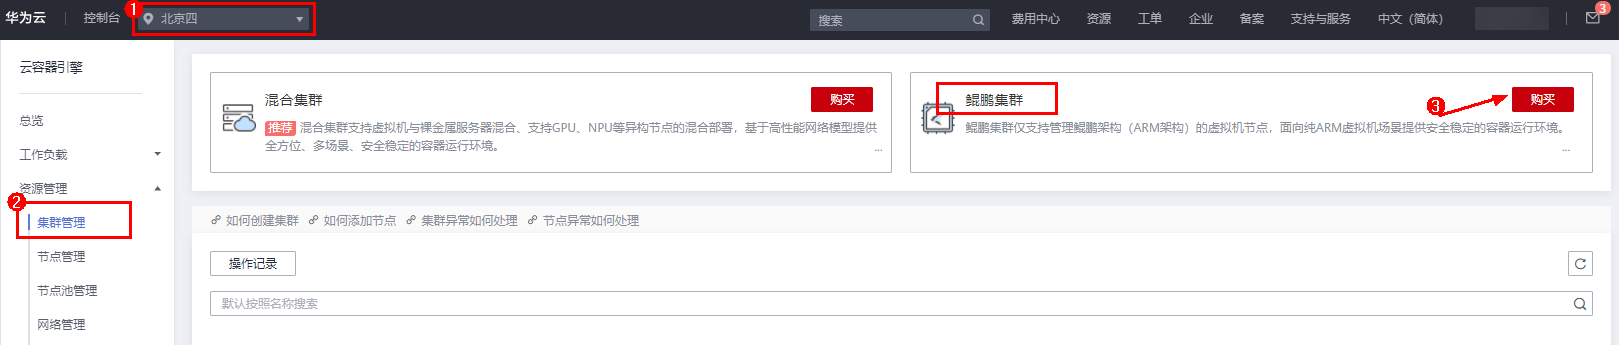 华为云 控制台 1 北京四 搜索 费用中心 资源 工单 企业 备案 支持与服务 中文（简体） 3
云容器引擎
总览
工作负载
资源管理
2
集群管理
节点管理
节点池管理
网络管理
混合集群 购买
推荐 混合集群支持虚拟机与裸金属服务器混合、支持GPU、NPU等异构节点的混合部署，基于高性能网络模型提供
全方位、多场景、安全稳定的容器运行环境。 ...
鲲鹏集群 3 购买
鲲鹏集群仅支持管理鲲鹏架构（ARM架构）的虚拟机节点，面向纯ARM虚拟机场景提供安全稳定的容器运行环境。
...
如何创建集群 如何添加节点 集群异常如何处理 节点异常如何处理
操作记录
默认按照名称搜索